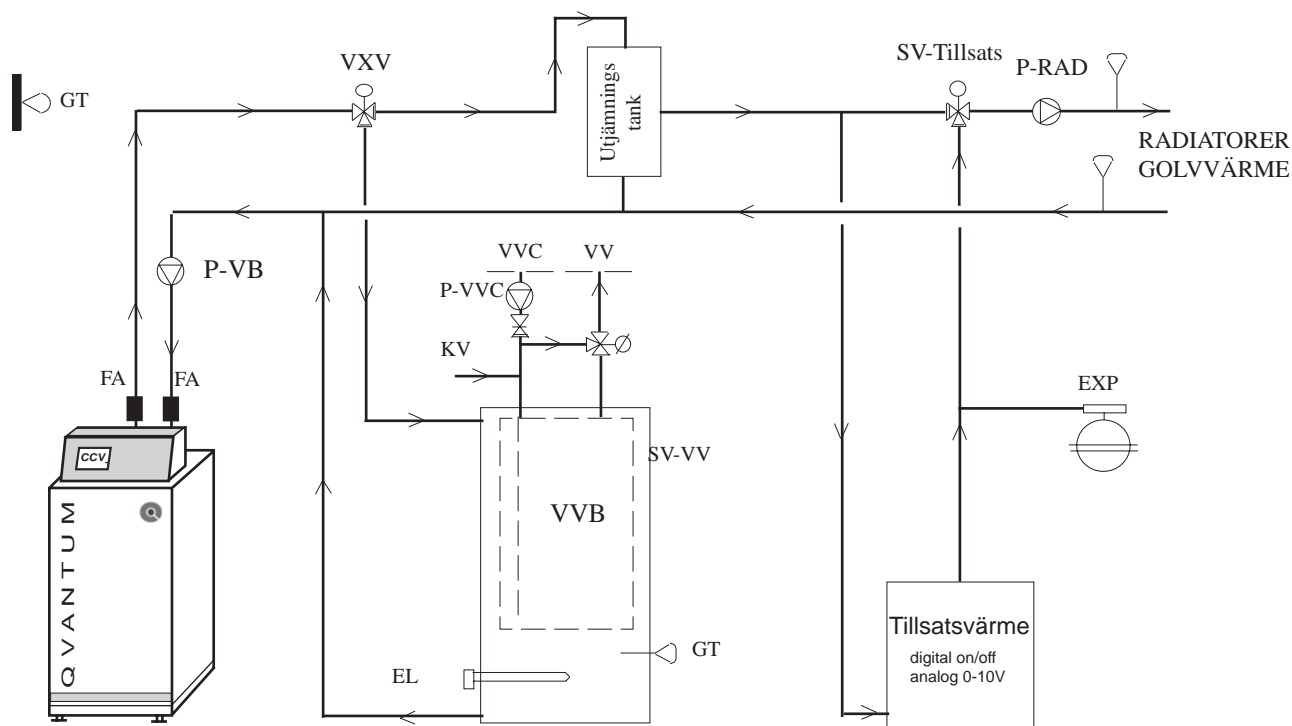 VXV
GT
Utjämnings
tank
SV-Tillsats
P-RAD
RADIATORER
GOLVVÄRME
P-VB
VVC
VV
P-VVC
KV
FA
FA
EXP
CCV
SV-VV
VVB
QVANTUM
GT
EL
Tillsatsvärme
digital on/off
analog 0-10V